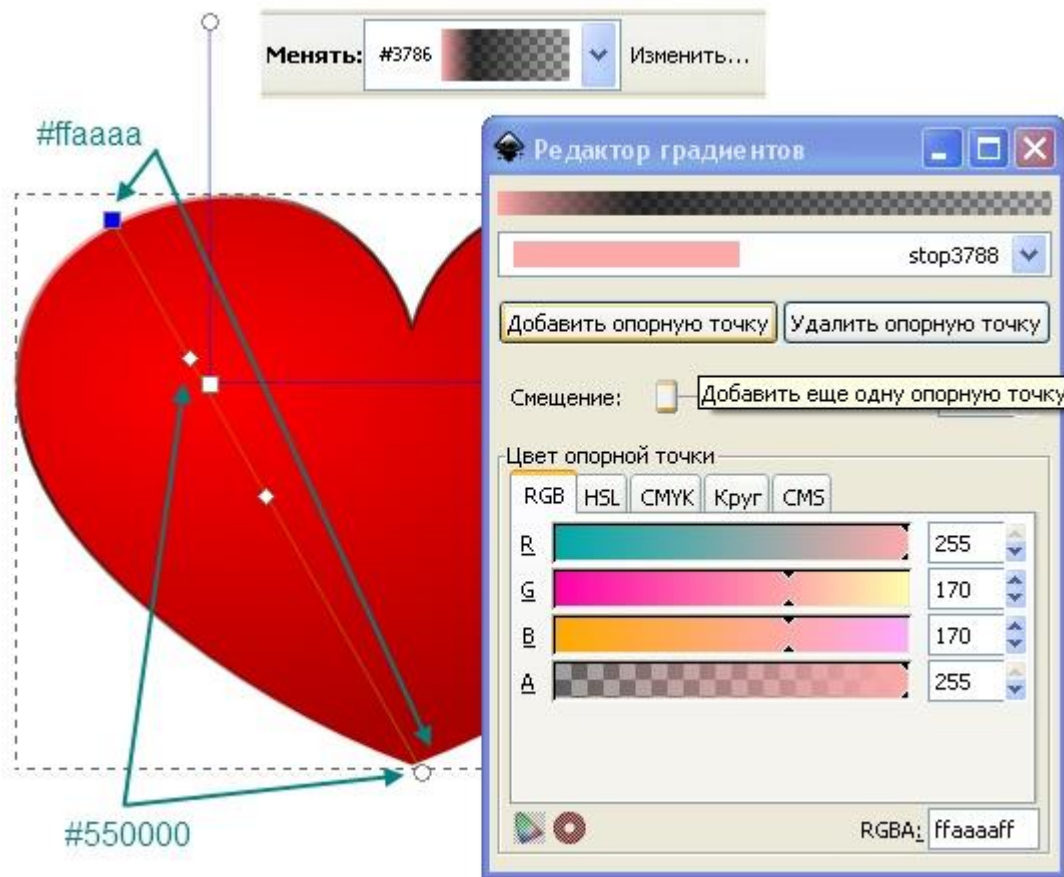 Менять: #3786 Изменить...
#ffaaaa
Редактор градиентов
stop3788
Добавить опорную точку Удалить опорную точку
Смещение: Добавить еще одну опорную точку
Цвет опорной точки
RGB HSL CMYK Круг CMS
R 255
G 170
B 170
A 255
#550000
RGBA: ffaaaaff